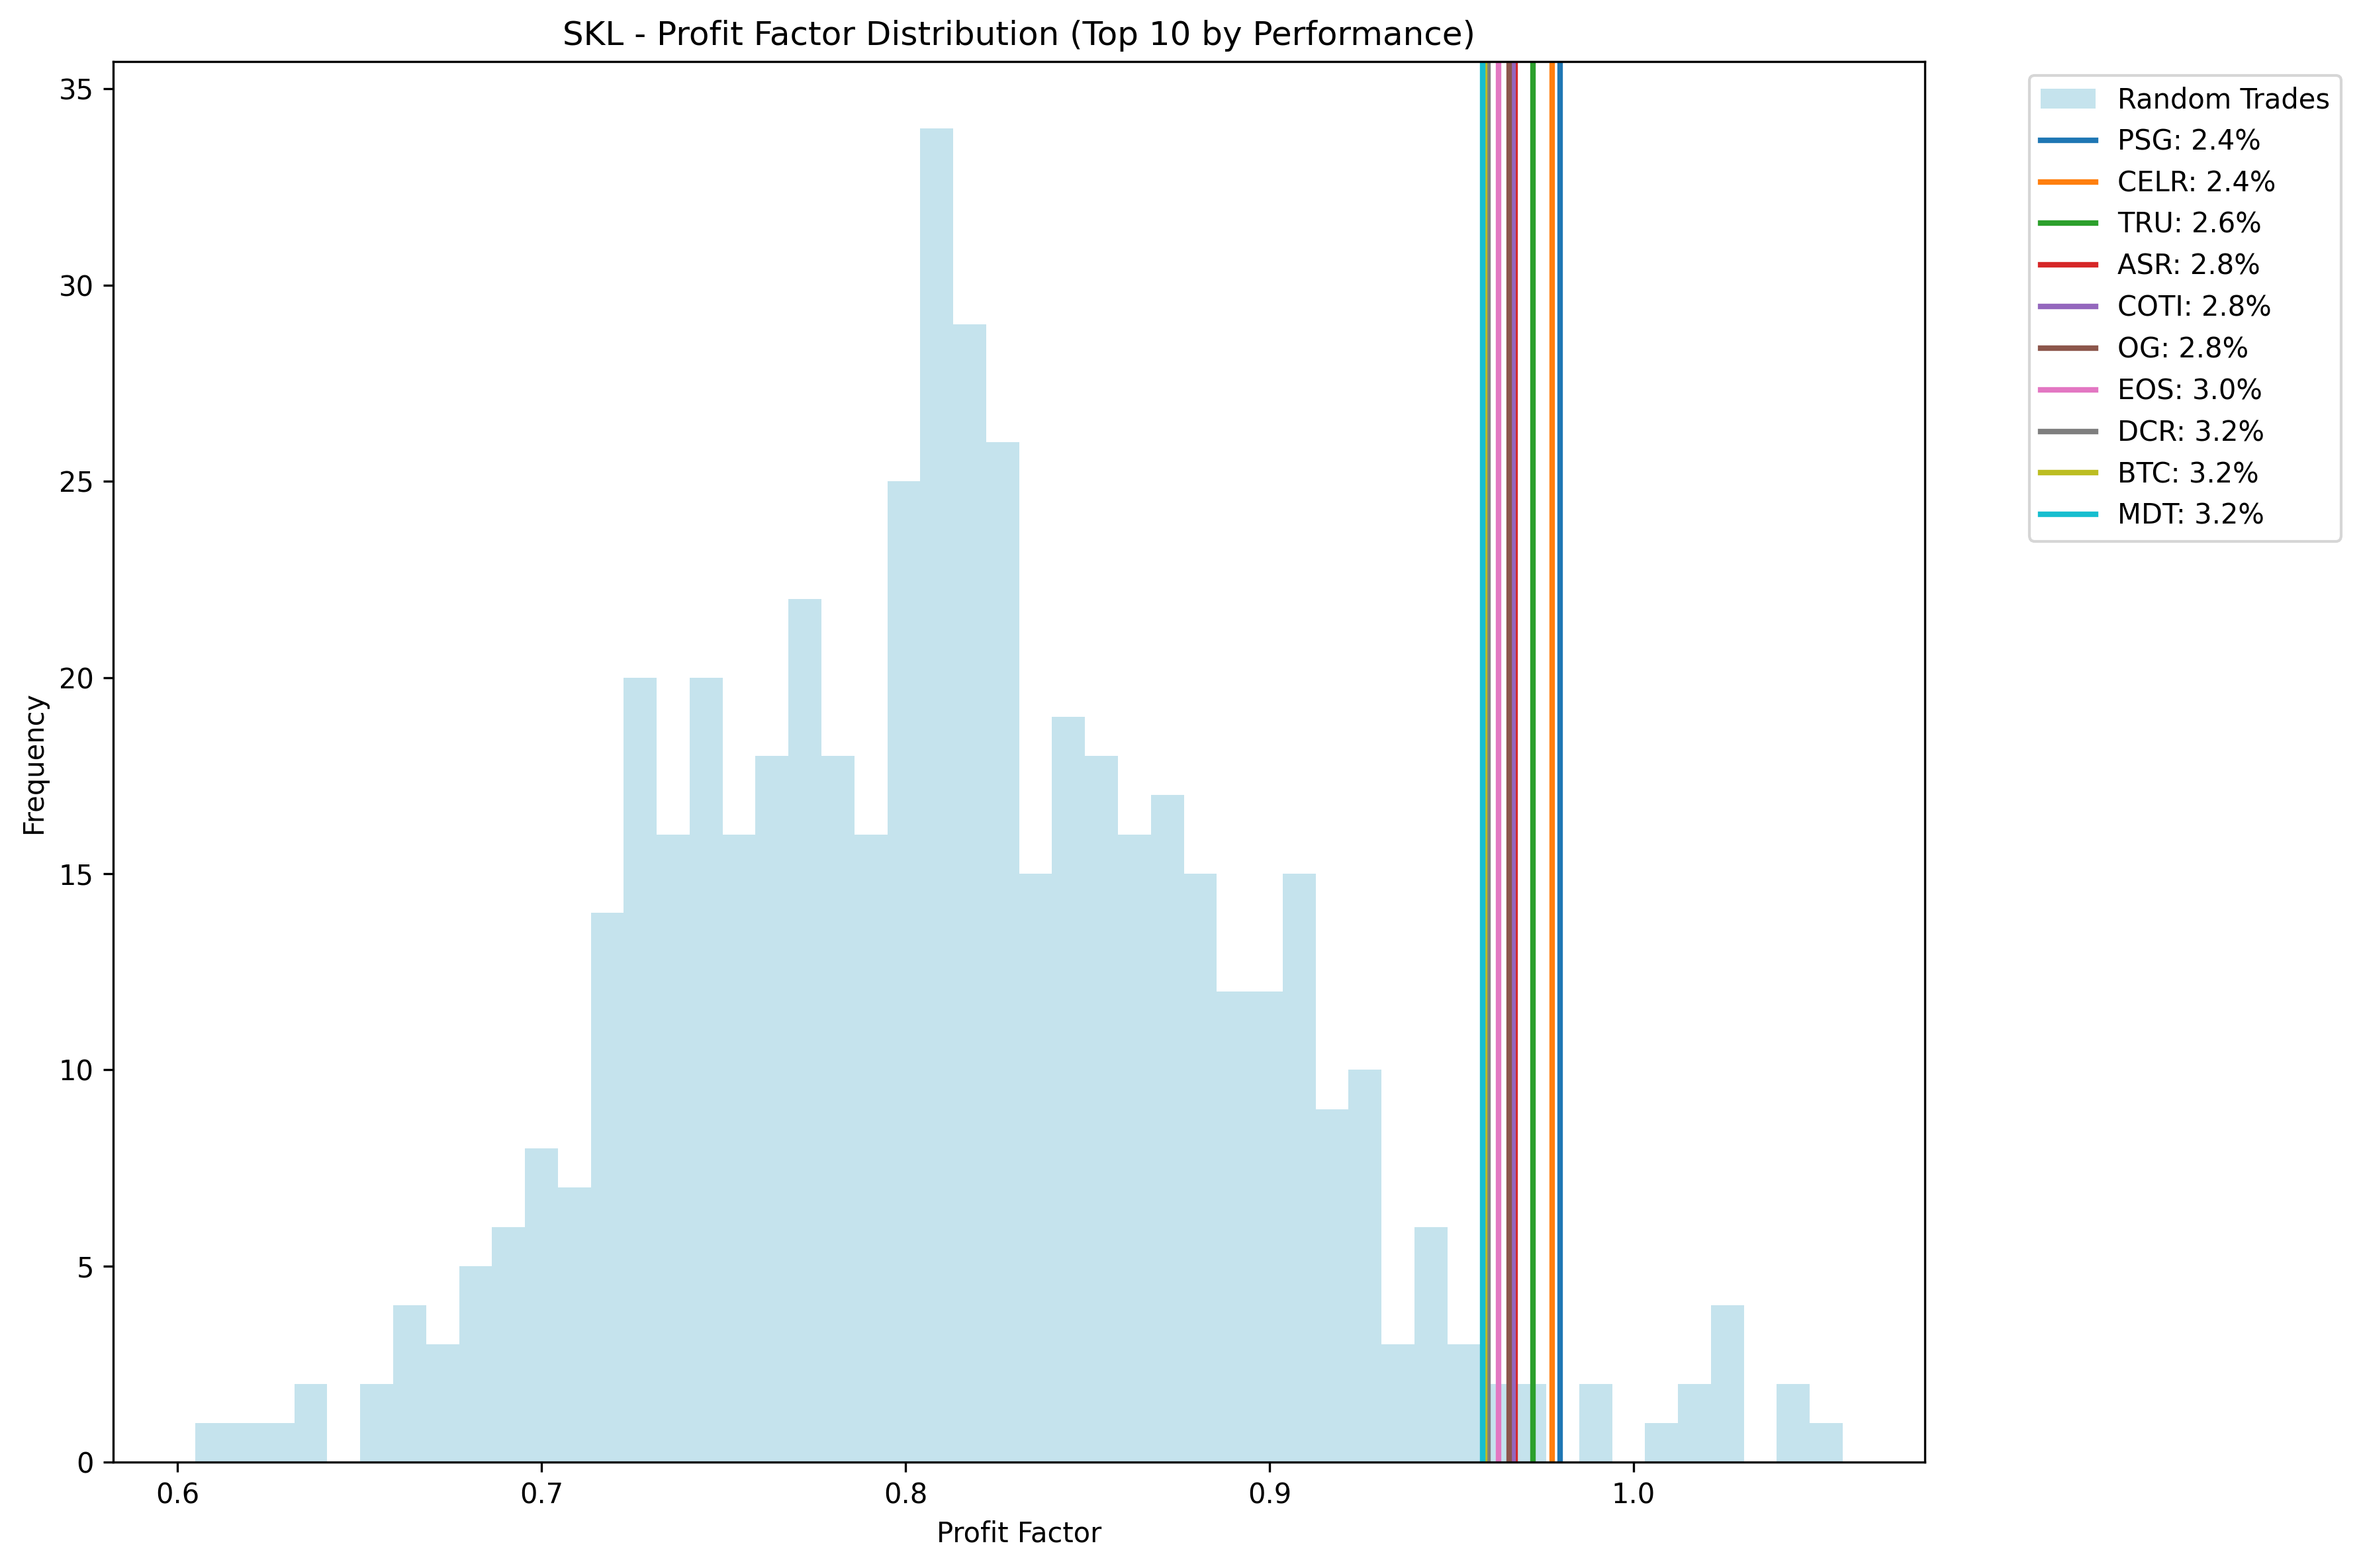 SKL - Profit Factor Distribution (Top 10 by Performance)
35
30
25
20
15
10
5
0
Frequency
0.6
0.7
0.8
0.9
1.0
Profit Factor
Random Trades
PSG: 2.4%
CELR: 2.4%
TRU: 2.6%
ASR: 2.8%
COTI: 2.8%
OG: 2.8%
EOS: 3.0%
DCR: 3.2%
BTC: 3.2%
MDT: 3.2%